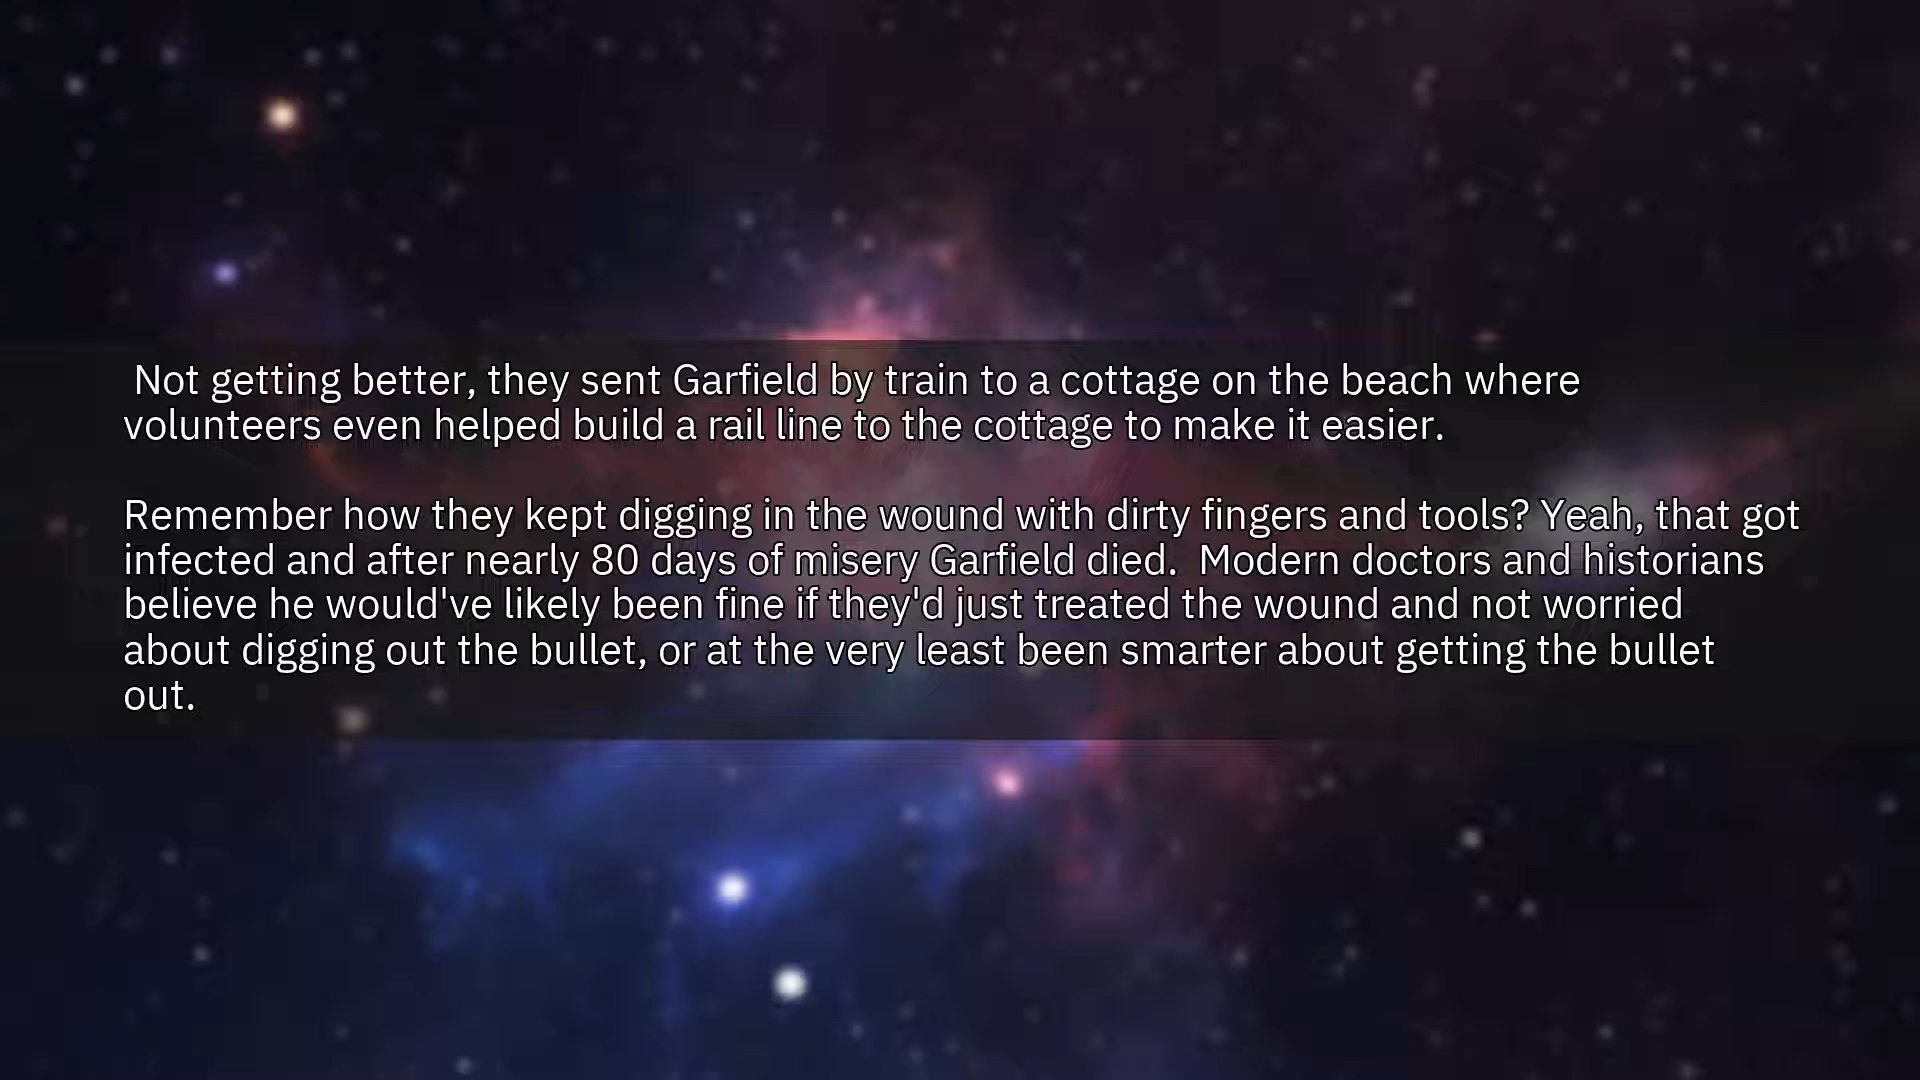 Not getting better, they sent Garfield by train to a cottage on the beach where
volunteers even helped build a rail line to the cottage to make it easier.
Remember how they kept digging in the wound with dirty fingers and tools? Yeah, that got
infected and after nearly 80 days of misery Garfield died.  Modern doctors and historians
believe he would've likely been fine if they'd just treated the wound and not worried
about digging out the bullet, or at the very least been smarter about getting the bullet
out.